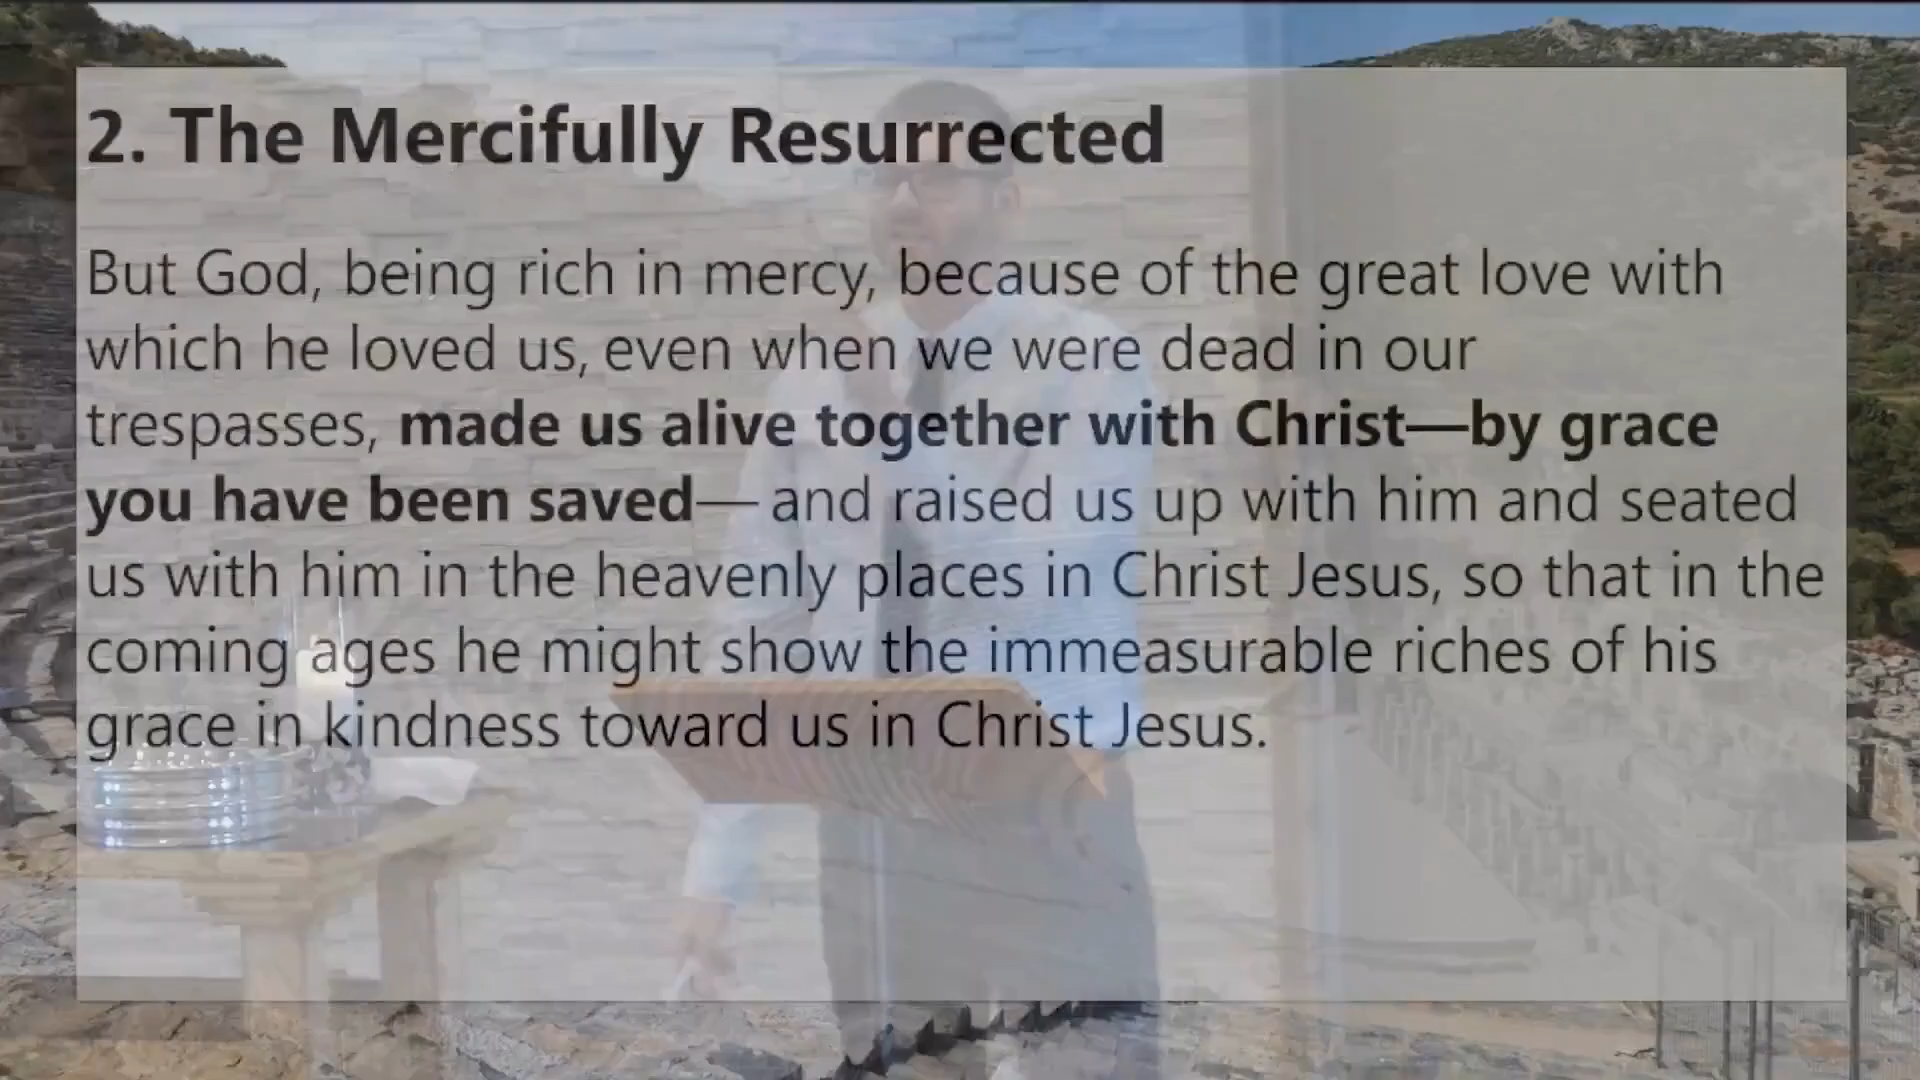 2. The Mercifully Resurrected
But God, being rich in mercy, because of the great love with
which he loved us, even when we were dead in our
trespasses, made us alive together with Christ—by grace
you have been saved—and raised us up with him and seated
us with him in the heavenly places in Christ Jesus, so that in the
coming ages he might show the immeasurable riches of his
grace in kindness toward us in Christ Jesus.